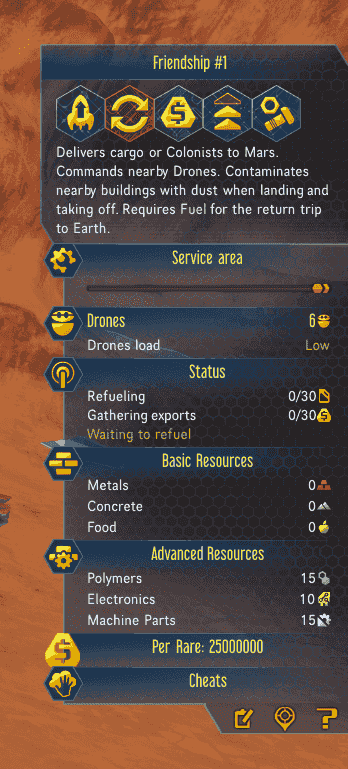 Friendship #1
Delivers cargo or Colonists to Mars.
Commands nearby Drones. Contaminates
nearby buildings with dust when landing and
taking off. Requires Fuel for the return trip
to Earth.
Service area
Drones 6
Drones load Low
Status
Refueling 0/30
Gathering exports 0/30
Waiting to refuel
Basic Resources
Metals 0
Concrete 0
Food 0
Advanced Resources
Polymers 15
Electronics 10
Machine Parts 15
Per Rare: 25000000
Cheats